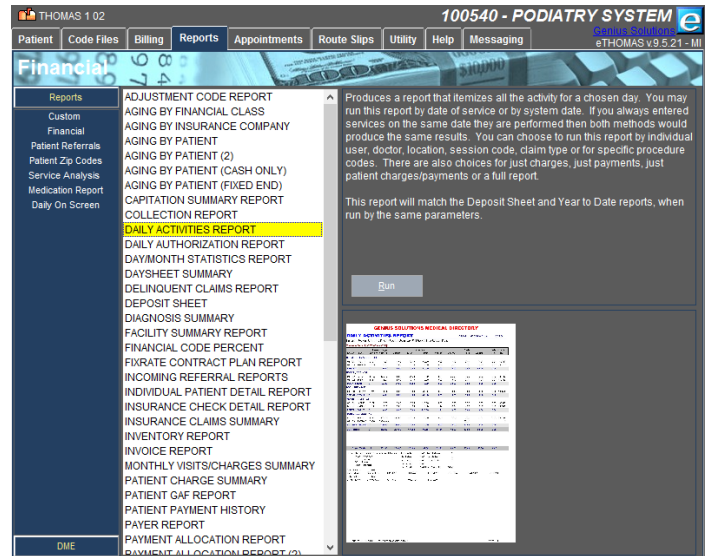 THOMAS 1 02
100540 - PODIATRY SYSTEM
Genius Solutions
eTHOMAS v.9.5.21 - MI
Patient Code Files Billing Reports Appointments Route Slips Utility Help Messaging
Financial
Reports
Custom
Financial
Patient Referrals
Patient Zip Codes
Service Analysis
Medication Report
Daily On Screen
DME
ADJUSTMENT CODE REPORT
AGING BY FINANCIAL CLASS
AGING BY INSURANCE COMPANY
AGING BY PATIENT
AGING BY PATIENT (2)
AGING BY PATIENT (CASH ONLY)
AGING BY PATIENT (FIXED END)
CAPITATION SUMMARY REPORT
COLLECTION REPORT
DAILY ACTIVITIES REPORT
DAILY AUTHORIZATION REPORT
DAY/MONTH STATISTICS REPORT
DAYSHEET SUMMARY
DELINQUENT CLAIMS REPORT
DEPOSIT SHEET
DIAGNOSIS SUMMARY
FACILITY SUMMARY REPORT
FINANCIAL CODE PERCENT
FIXRATE CONTRACT PLAN REPORT
INCOMING REFERRAL REPORTS
INDIVIDUAL PATIENT DETAIL REPORT
INSURANCE CHECK DETAIL REPORT
INSURANCE CLAIMS SUMMARY
INVENTORY REPORT
INVOICE REPORT
MONTHLY VISITS/CHARGES SUMMARY
PATIENT CHARGE SUMMARY
PATIENT GAF REPORT
PATIENT PAYMENT HISTORY
PAYER REPORT
PAYMENT ALLOCATION REPORT
PAYMENT ALLOCATION REPORT (2)
Produces a report that itemizes all the activity for a chosen day. You may
run this report by date of service or by system date. If you always entered
services on the same date they are performed then both methods would
produce the same results. You can choose to run this report by individual
user, doctor, location, session code, claim type or for specific procedure
codes. There are also choices for just charges, just payments, just
patient charges/payments or a full report.
This report will match the Deposit Sheet and Year to Date reports, when
run by the same parameters.
Run
GENIUS SOLUTIONS MEDICAL DIRECTORY
DAILY ACTIVITIES REPORT